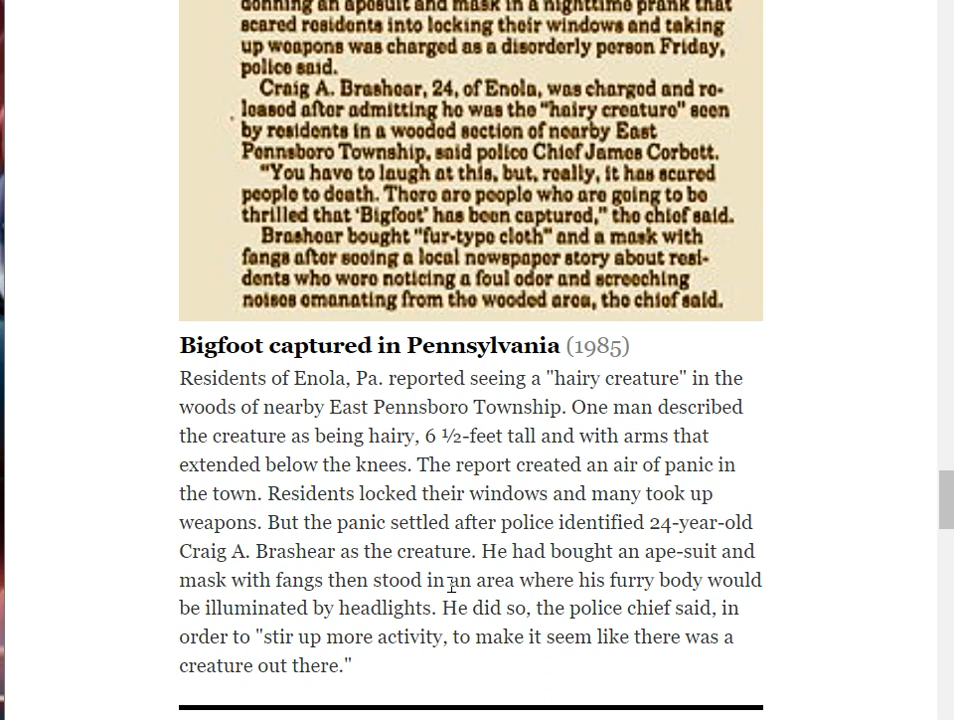 donning an apesuit and mask in a nighttime prank that
scared residents into locking their windows and taking
up weapons was charged as a disorderly person Friday,
police said.
Craig A. Brashear, 24, of Enola, was charged and re-
leased after admitting he was the "hairy creature" seen
by residents in a wooded section of nearby East
Pennsboro Township, said police Chief James Corbett.
"You have to laugh at this, but, really, it has scared
people to death. There are people who are going to be
thrilled that 'Bigfoot' has been captured," the chief said.
Brashear bought "fur-type cloth" and a mask with
fangs after seeing a local newspaper story about resi-
dents who were noticing a foul odor and screeching
noises emanating from the wooded area, the chief said.
Bigfoot captured in Pennsylvania (1985)
Residents of Enola, Pa. reported seeing a "hairy creature" in the
woods of nearby East Pennsboro Township. One man described
the creature as being hairy, 6 ½-feet tall and with arms that
extended below the knees. The report created an air of panic in
the town. Residents locked their windows and many took up
weapons. But the panic settled after police identified 24-year-old
Craig A. Brashear as the creature. He had bought an ape-suit and
mask with fangs then stood in an area where his furry body would
be illuminated by headlights. He did so, the police chief said, in
order to "stir up more activity, to make it seem like there was a
creature out there."